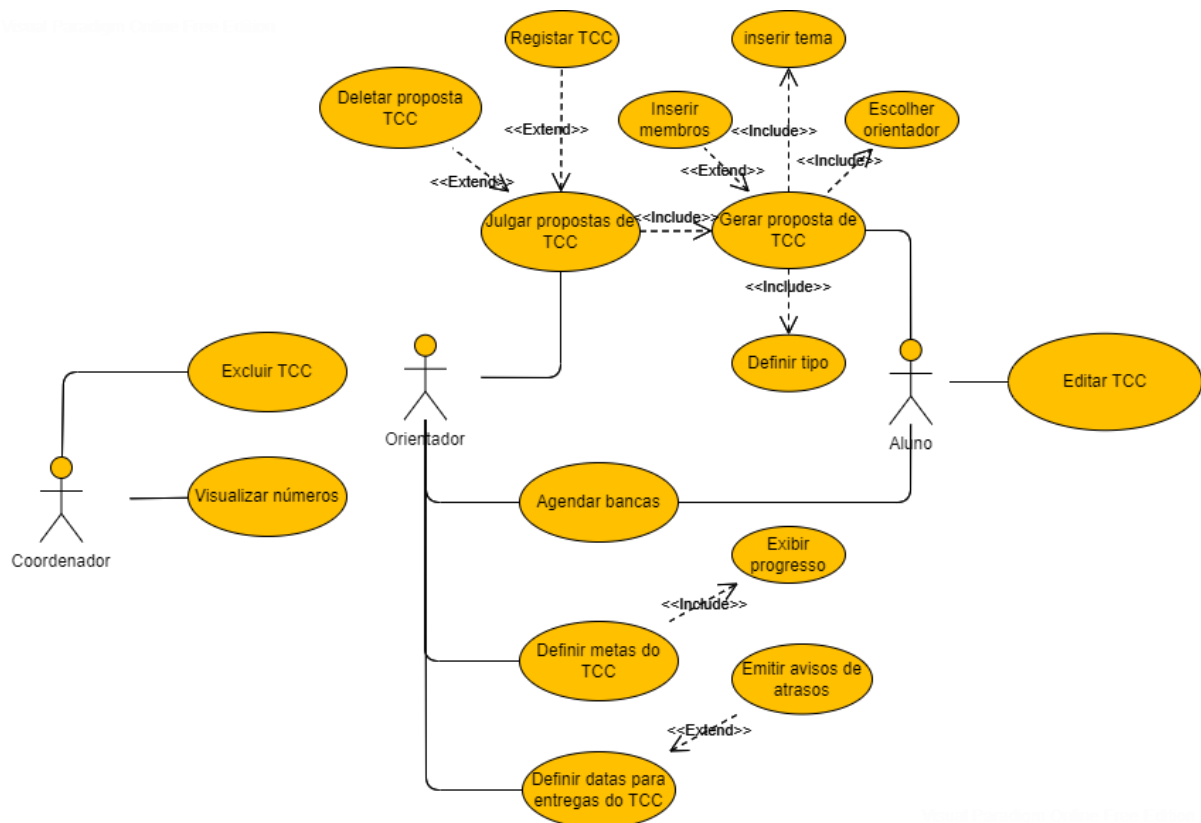 Registar TCC
inserir tema
Deletar proposta
TCC
Inserir
membros
Escolher
orientador
<<Extend>>
<<Include>>
<<Include>>
<<Extend>>
<<Extend>>
Julgar propostas de
TCC
<<Include>>
Gerar proposta de
TCC
<<Include>>
Excluir TCC
Definir tipo
Editar TCC
Orientador
Aluno
Visualizar números
Agendar bancas
Coordenador
Exibir
progresso
<<Include>>
Definir metas do
TCC
Emitir avisos de
atrasos
<<Extend>>
Definir datas para
entregas do TCC